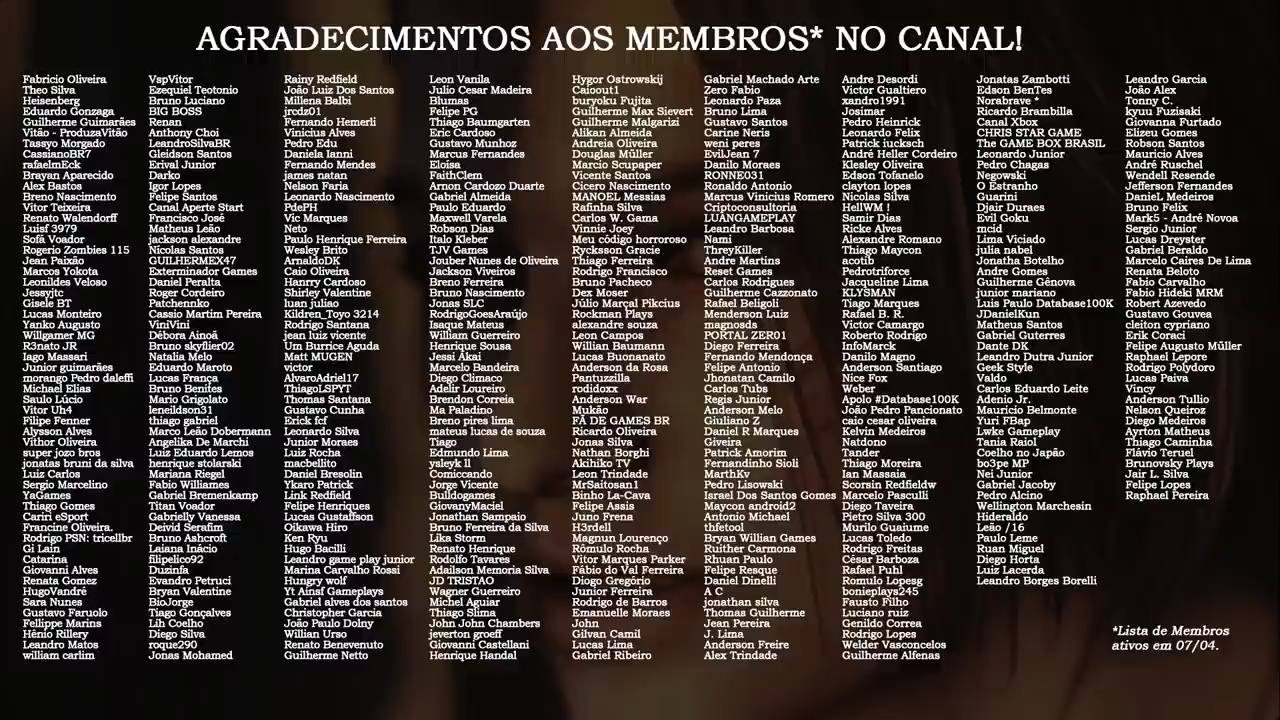 AGRADECIMENTOS AOS MEMBROS* NO CANAL!
Fabricio Oliveira
Theo Silva
Heisenberg
Eduardo Gonzaga
Guilherme Guimarães
Vitão - ProduzaVitão
Tassyo Morgado
CassianoBR7
rafaelmEck
Brayan Aparecido
Alex Bastos
Breno Nascimento
Vitor Teixeira
Renato Walendorff
Luisf 3979
Sofá Voador
Rogerio Zombies 115
Jean Paixão
Marcos Yokota
Leonildes Veloso
Jessyitc
Gisele BT
Lucas Monteiro
Yanko Augusto
Willgamer MG
R3nato JR
Iago Massari
Junior guimarães
morango Pedro daleffi
Michael Elias
Saulo Lúcio
Vitor Uh4
Filipe Fenner
Alysson Alves
Vithor Oliveira
super jozo bros
jonatas bruni da silva
Luiz Carlos
Sergio Marcelino
YaGames
Thiago Gomes
Cariri eSport
Francine Oliveira.
Rodrigo PSN: tricellbr
Gi Lain
Catarina
Giovanni Alves
Renata Gomez
HugoVandré
Sara Nunes
Gustavo Faruolo
Fellippe Marins
Hênio Rillery
Leandro Matos
william carlim
VspVitor
Ezequiel Teotonio
Bruno Luciano
BIG BOSS
Renan
Anthony Choi
LeandroSilvaBR
Gleidson Santos
Erival Junior
Darko
Igor Lopes
Felipe Santos
Canal Aperte Start
Francisco José
Matheus Leão
jackson alexandre
Nicolas Santos
GUILHERMEX47
Exterminador Games
Daniel Peralta
Roger Cordeiro
Fatchenko
Cassio Martim Pereira
ViniVini
Débora Ainoã
Bruno skyfiier02
Natalia Melo
Eduardo Maroto
Lucas França
Bruno Benites
Mario Grigolato
leneildson31
thiago gabriel
Marco Leão Dobermann
Angelika De Marchi
Luiz Eduardo Lemos
henrique stolarski
Mariana Riegel
Fabio Williames
Gabriel Bremenkamp
Titan Voador
Gabrielly Vanessa
Deivid Serafim
Bruno Ashcroft
Laiana Inácio
filipelico92
Duzinfa
Evandro Petruci
Bryan Valentine
BioJorge
Tiago Gonçalves
Lih Coelho
Diego Silva
roque290
Jonas Mohamed
Rainy Redfield
João Luiz Dos Santos
Millena Balbi
jrodz01
Fernando Hemerli
Vinicius Alves
Pedro Edu
Daniela Ianni
Fernando Mendes
james natan
Nelson Faria
Leonardo Nascimento
PdePH
Vic Marques
Neto
Paulo Henrique Ferreira
Wesley Brito
ArnaldoDK
Caio Oliveira
Hanrry Cardoso
Shirley Valentine
luan juliao
Kildren_Toyo 3214
Rodrigo Santana
jean luiz vicente
Um Burrice Aguda
Matt MUGEN
victor
AlvaroAdriel17
ThiagoLSPYT
Thomas Santana
Gustavo Cunha
Erick fcf
Leonardo Silva
Junior Moraes
Luiz Rocha
macbellito
Daniel Bresolin
Ykaro Patrick
Link Redfield
Felipe Henriques
Lucas Gustaffson
Oikawa Hiro
Ken Ryu
Hugo Bacilli
Leandro game play junior
Marina Carvalho Rossi
Hungry wolf
Yt Ainsf Gameplays
Gabriel alves dos santos
Christopher Garcia
João Paulo Dolny
Willian Urso
Renato Benevenuto
Guilherme Netto
Leon Vanila
Julio Cesar Madeira
Blumas
Felipe PG
Thiago Baumgarten
Eric Cardoso
Gustavo Munhoz
Marcus Fernandes
Eloísa
FaithClem
Arnon Cardozo Duarte
Gabriel Almeida
Paulo Eduardo
Maxwell Varela
Robson Dias
Italo Kleber
TJV Games
Jouber Nunes de Oliveira
Jackson Viveiros
Breno Ferreira
Bruno Nascimento
Jonas SLC
RodrigoGoesAraújo
Isaque Mateus
William Guerreiro
Henrique Sousa
Jessi Akai
Marcelo Bandeira
Diego Climaco
Adelir Loureiro
Brendon Correia
Ma Paladino
Breno pires lima
mateus lucas de souza
Tiago
Edmundo Lima
ysleyk ll
Comiccando
Jorge Vicente
Bulldogames
GiovanyMaciel
Jonathan Sampaio
Bruno Ferreira da Silva
Lika Storm
Renato Henrique
Rodolfo Tavares
Adailson Memoria Silva
JD TRISTAO
Wagner Guerreiro
Michel Aguiar
Thiago Slima
John John Chambers
jeverton groeff
Giovanni Castellani
Henrique Handal
Hygor Ostrowskij
Caioout1
buryoku Fujita
Guilherme Max Sievert
Guilherme Malgarizi
Alikan Almeida
Andreia Oliveira
Douglas Müller
Marcio Scupaper
Vicente Santos
Cicero Nascimento
MANOEL Messias
Rafinha Silva
Carlos W. Gama
Vinnie Joey
Meu código horroroso
Rycksson Gracie
Thiago Ferreira
Rodrigo Francisco
Bruno Pacheco
Dex Moser
Júlio Marçal Pikcius
Rockman Plays
alexandre souza
Leon Campos
Willian Baumann
Lucas Buonanato
Anderson da Rosa
Pantuzzilla
rodidoxx
Anderson War
Mukão
FÃ DE GAMES BR
Ricardo Oliveira
Jonas Silva
Nathan Borghi
Akihiko TV
Leon Trindade
MrSaitosan1
Binho La-Cava
Felipe Assis
Juno Frena
H3rdell
Magnun Lourenço
Rômulo Rocha
Vitor Marques Parker
Fábio do Val Ferreira
Diogo Gregório
Junior Ferreira
Rodrigo de Barros
Emanuelle Moraes
John
Gilvan Camil
Lucas Lima
Gabriel Ribeiro
Gabriel Machado Arte
Zero Fabio
Leonardo Paza
Bruno Lima
Gustavo Santos
Carine Neris
weni peres
EvilJean 7
Danilo Moraes
RONNE031
Ronaldo Antonio
Marcus Vinicius Romero
Criptoconsultoria
LUANGAMEPLAY
Leandro Barbosa
Nami
ThreyKiller
Andre Martins
Reset Games
Carlos Rodrigues
Guilherme Cazzonato
Rafael Beligoli
Menderson Luiz
magnosds
PORTAL ZER01
Diego Ferreira
Fernando Mendonça
Felipe Antonio
Jhonatan Camilo
Carlos Tubs
Regis Junior
Anderson Melo
Giuliano Z
Daniel R Marques
Giveira
Patrick Amorim
Fernandinho Sioli
MarthKv
Pedro Lisowski
Israel Dos Santos Gomes
Maycon android2
Antonio Michael
thfetool
Bryan Willian Games
Ruither Carmona
Rhuan Paulo
Felipe Resque
Daniel Dinelli
A C
jonathan silva
Thomas Guilherme
Jean Pereira
J. Lima
Anderson Freire
Alex Trindade
Andre Desordi
Victor Gualtiero
xandro1991
Josimar
Pedro Heinrick
Leonardo Felix
Patrick iucksch
André Heller Cordeiro
Klesley Oliveira
Edson Tofanelo
clayton lopes
Nicolas Silva
HellWM !
Samir Dias
Ricke Alves
Alexandre Romano
Thiago Maycon
acotib
Pedrotriforce
Jacqueline Lima
KLYSMAN
Tiago Marques
Rafael B. R.
Victor Camargo
Roberto Rodrigo
InfoMarck
Danilo Magno
Anderson Santiago
Nice Fox
Weber
Apolo #Database100K
João Pedro Pancionato
caio cesar oliveira
Kelvin Medeiros
Natdono
Tander
Thiago Moreira
Ian Massaia
Scorsin Redfieldw
Marcelo Pasculli
Diego Taveira
Pietro Silva 300
Murilo Guaiume
Lucas Toledo
Rodrigo Freitas
César Barboza
Rafael Puhl
Romulo Lopesg
bonieplays245
Fausto Filho
Luciano ruiz
Genildo Correa
Rodrigo Lopes
Welder Vasconcelos
Guilherme Alfenas
Jonatas Zambotti
Edson BenTes
Norabrave *
Ricardo Brambilla
Canal Xbox
CHRIS STAR GAME
The GAME BOX BRASIL
Leonardo Junior
Pedro Chagas
Negowski
O Estranho
Guarini
Djair Duraes
Evil Goku
mcid
Lima Viciado
julia nabel
Jonatha Botelho
Andre Gomes
Guilherme Gênova
junior mariano
Luis Paulo Database100K
JDanielKun
Matheus Santos
Gabriel Guterres
Dante DK
Leandro Dutra Junior
Geek Style
Valdo
Carlos Eduardo Leite
Adenio Jr.
Mauricio Belmonte
Yuri FBap
Lwke Gameplay
Tania Raiol
Coelho no Japão
bo3pe MP
Nei Junior
Gabriel Jacoby
Pedro Alcino
Wellington Marchesin
Hideraldo
Leão /16
Paulo Leme
Ruan Miguel
Diego Horta
Luiz Lacerda
Leandro Borges Borelli
Leandro Garcia
João Alex
Tonny C.
kyuu Fuzisaki
Giovanna Furtado
Elizeu Gomes
Robson Santos
Mauricio Alves
André Ruschel
Wendell Resende
Jefferson Fernandes
DanieL Medeiros
Bruno Felix
Mark5 - André Novoa
Sergio Junior
Lucas Dreyster
Gabriel Beraldo
Marcelo Caires De Lima
Renata Beloto
Fabio Carvalho
Fabio Hideki MRM
Robert Azevedo
Gustavo Gouvea
cleiton cypriano
Erik Coraci
Felipe Augusto Müller
Raphael Lepore
Rodrigo Polydoro
Lucas Paiva
Wincy
Anderson Tullio
Nelson Queiroz
Diego Medeiros
Ayrton Matheus
Thiago Caminha
Flávio Teruel
Brunovsky Plays
Jair L. Silva
Felipe Lopes
Raphael Pereira
*Lista de Membros
ativos em 07/04.